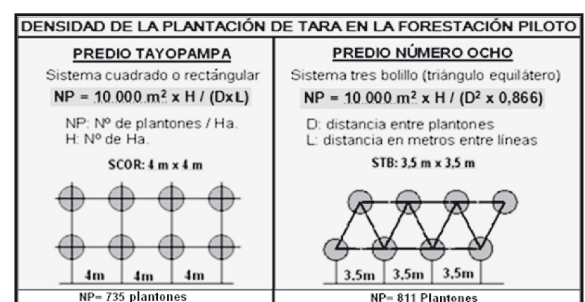 DENSIDAD DE LA PLANTACIÓN DE TARA EN LA FORESTACIÓN PILOTO
PREDIO TAYOPAMPA
Sistema cuadrado o rectángular
NP = 10 000 m² x H / (DxL)
NP: Nº de plantones / Ha.
H: Nº de Ha.
SCOR: 4 m x 4 m
4m 4m 4m
NP= 735 plantones
PREDIO NÚMERO OCHO
Sistema tres bolillo (triángulo equilátero)
NP = 10 000 m² x H / (D² x 0,866)
D: distancia entre plantones
L: distancia en metros entre líneas
STB: 3,5 m x 3,5 m
3,5m 3,5m 3,5m
NP= 811 Plantones